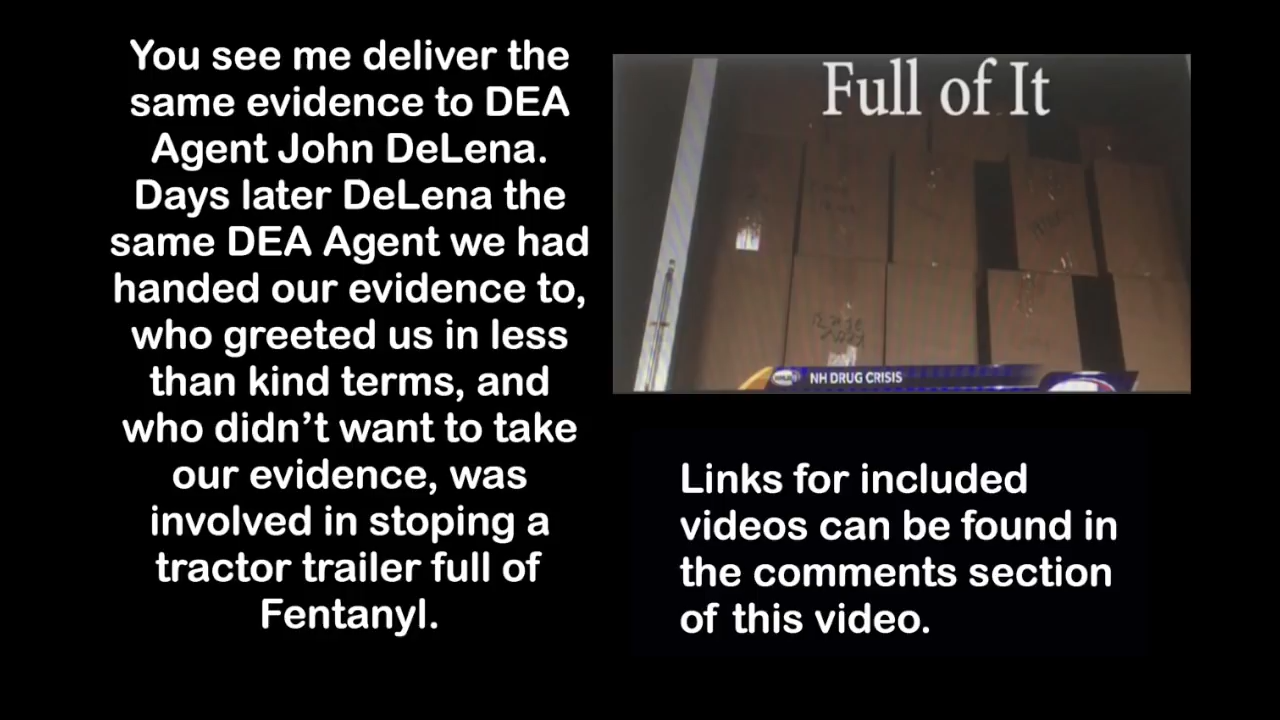 You see me deliver the
same evidence to DEA
Agent John DeLena.
Days later DeLena the
same DEA Agent we had
handed our evidence to,
who greeted us in less
than kind terms, and
who didn’t want to take
our evidence, was
involved in stoping a
tractor trailer full of
Fentanyl.
Full of It
NH DRUG CRISIS
Links for included
videos can be found in
the comments section
of this video.